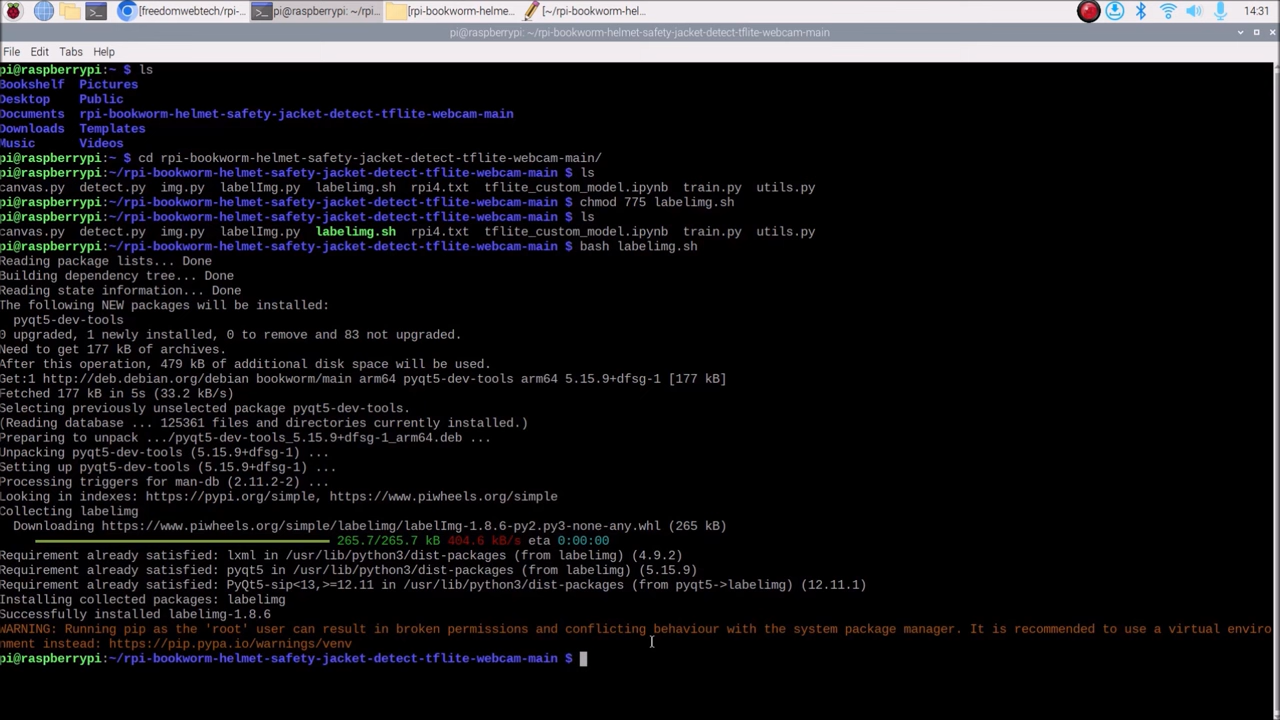 [freedomwebtech/rpi-... pi@raspberrypi: ~/rpi-... [rpi-bookworm-helme... [~/rpi-bookworm-hel... 14:31
pi@raspberrypi: ~/rpi-bookworm-helmet-safety-jacket-detect-tflite-webcam-main
File Edit Tabs Help
pi@raspberrypi:~ $ ls
Bookshelf Pictures
Desktop Public
Documents rpi-bookworm-helmet-safety-jacket-detect-tflite-webcam-main
Downloads Templates
Music Videos
pi@raspberrypi:~ $ cd rpi-bookworm-helmet-safety-jacket-detect-tflite-webcam-main/
pi@raspberrypi:~/rpi-bookworm-helmet-safety-jacket-detect-tflite-webcam-main $ ls
canvas.py detect.py img.py labelImg.py labelimg.sh rpi4.txt tflite_custom_model.ipynb train.py utils.py
pi@raspberrypi:~/rpi-bookworm-helmet-safety-jacket-detect-tflite-webcam-main $ chmod 775 labelimg.sh
pi@raspberrypi:~/rpi-bookworm-helmet-safety-jacket-detect-tflite-webcam-main $ ls
canvas.py detect.py img.py labelImg.py labelimg.sh rpi4.txt tflite_custom_model.ipynb train.py utils.py
pi@raspberrypi:~/rpi-bookworm-helmet-safety-jacket-detect-tflite-webcam-main $ bash labelimg.sh
Reading package lists... Done
Building dependency tree... Done
Reading state information... Done
The following NEW packages will be installed:
pyqt5-dev-tools
0 upgraded, 1 newly installed, 0 to remove and 83 not upgraded.
Need to get 177 kB of archives.
After this operation, 479 kB of additional disk space will be used.
Get:1 http://deb.debian.org/debian bookworm/main arm64 pyqt5-dev-tools arm64 5.15.9+dfsg-1 [177 kB]
Fetched 177 kB in 5s (33.2 kB/s)
Selecting previously unselected package pyqt5-dev-tools.
(Reading database ... 125361 files and directories currently installed.)
Preparing to unpack .../pyqt5-dev-tools_5.15.9+dfsg-1_arm64.deb ...
Unpacking pyqt5-dev-tools (5.15.9+dfsg-1) ...
Setting up pyqt5-dev-tools (5.15.9+dfsg-1) ...
Processing triggers for man-db (2.11.2-2) ...
Looking in indexes: https://pypi.org/simple, https://www.piwheels.org/simple
Collecting labelimg
Downloading https://www.piwheels.org/simple/labelimg/labelImg-1.8.6-py2.py3-none-any.whl (265 kB)
265.7/265.7 kB 404.6 kB/s eta 0:00:00
Requirement already satisfied: lxml in /usr/lib/python3/dist-packages (from labelimg) (4.9.2)
Requirement already satisfied: pyqt5 in /usr/lib/python3/dist-packages (from labelimg) (5.15.9)
Requirement already satisfied: PyQt5-sip<13,>=12.11 in /usr/lib/python3/dist-packages (from pyqt5->labelimg) (12.11.1)
Installing collected packages: labelimg
Successfully installed labelimg-1.8.6
WARNING: Running pip as the 'root' user can result in broken permissions and conflicting behaviour with the system package manager. It is recommended to use a virtual enviro
nment instead: https://pip.pypa.io/warnings/venv
pi@raspberrypi:~/rpi-bookworm-helmet-safety-jacket-detect-tflite-webcam-main $